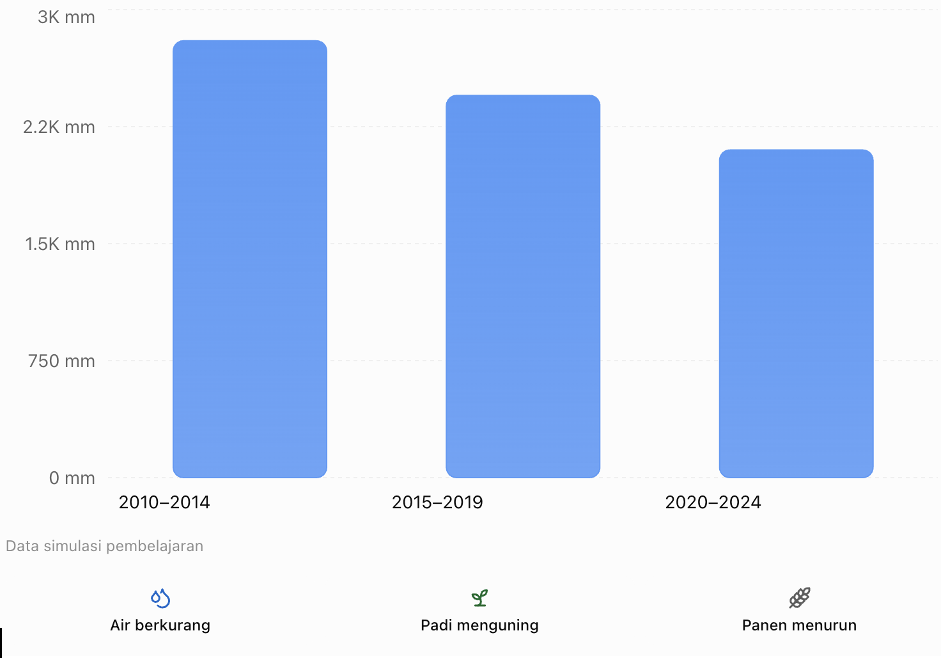 3K mm
2.2K mm
1.5K mm
750 mm
0 mm
2010–2014 2015–2019 2020–2024
Data simulasi pembelajaran
Air berkurang Padi menguning Panen menurun